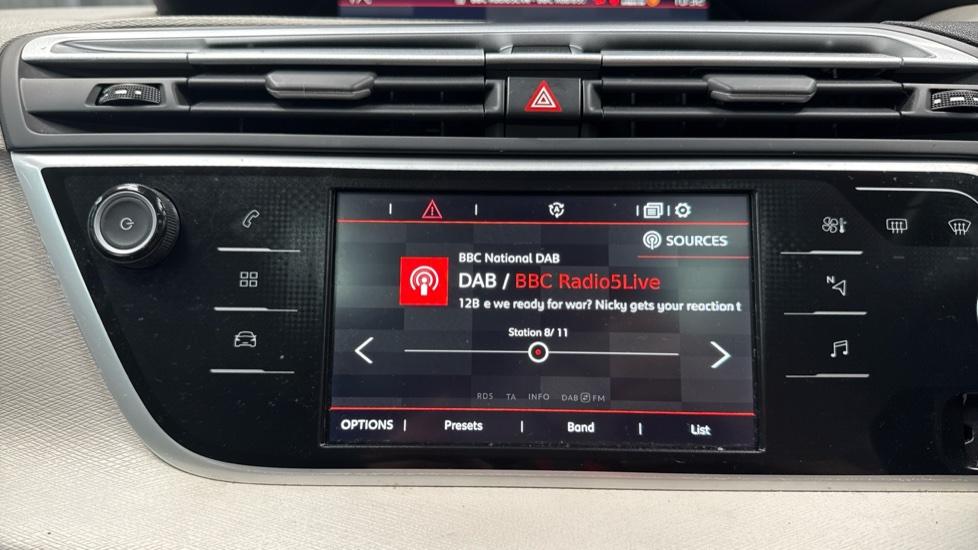 SOURCES
BBC National DAB
DAB / BBC Radio5Live
12B e we ready for war? Nicky gets your reaction t
Station 8/ 11
RDS TA INFO DAB FM
OPTIONS Presets Band List
N